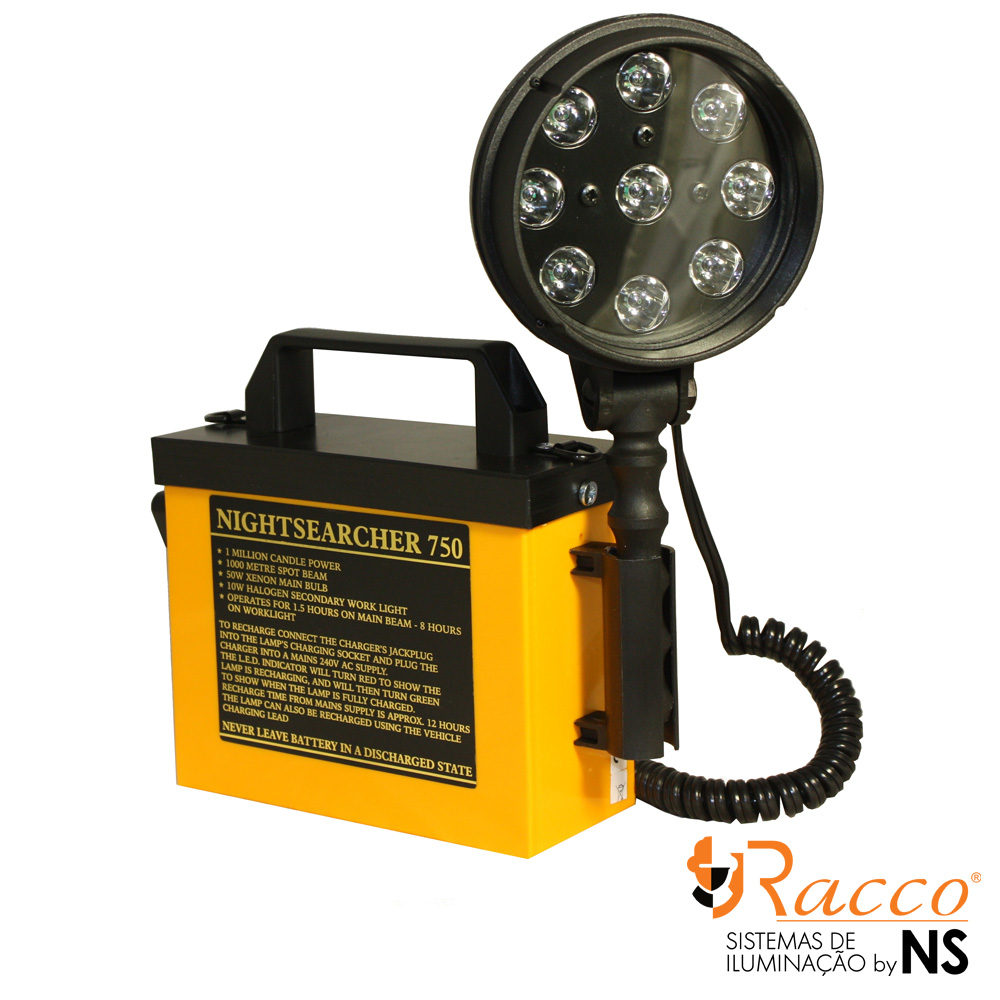 NIGHTSEARCHER 750
★ 1 MILLION CANDLE POWER
★ 1000 METRE SPOT BEAM
★ 50W XENON MAIN BULB
★ 10W HALOGEN SECONDARY WORK LIGHT
★ OPERATES FOR 1.5 HOURS ON MAIN BEAM - 8 HOURS
ON WORKLIGHT
TO RECHARGE CONNECT THE CHARGER'S JACKPLUG
INTO THE LAMP'S CHARGING SOCKET AND PLUG THE
CHARGER INTO A MAINS 240V AC SUPPLY.
THE L.E.D. INDICATOR WILL TURN RED TO SHOW THE
LAMP IS RECHARGING, AND WILL THEN TURN GREEN
TO SHOW WHEN THE LAMP IS FULLY CHARGED.
RECHARGE TIME FROM MAINS SUPPLY IS APPROX. 12 HOURS
THE LAMP CAN ALSO BE RECHARGED USING THE VEHICLE
CHARGING LEAD
NEVER LEAVE BATTERY IN A DISCHARGED STATE
Racco®
SISTEMAS DE
ILUMINAÇÃO by NS